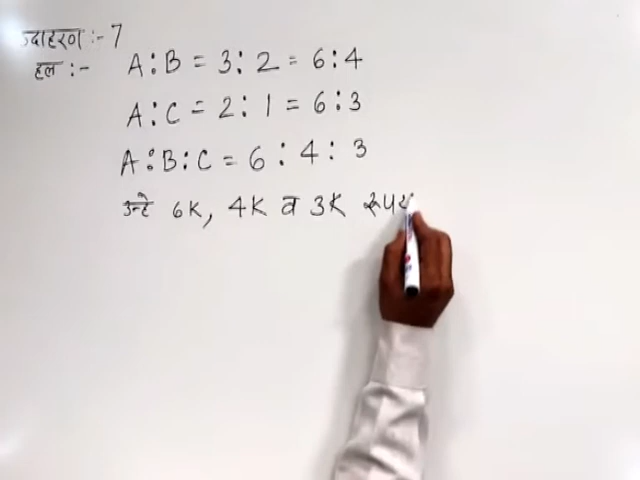 उदाहरण :- 7
हल :- A:B = 3:2 = 6:4
A:C = 2:1 = 6:3
A:B:C = 6:4:3
उन्हे 6K, 4K व 3K